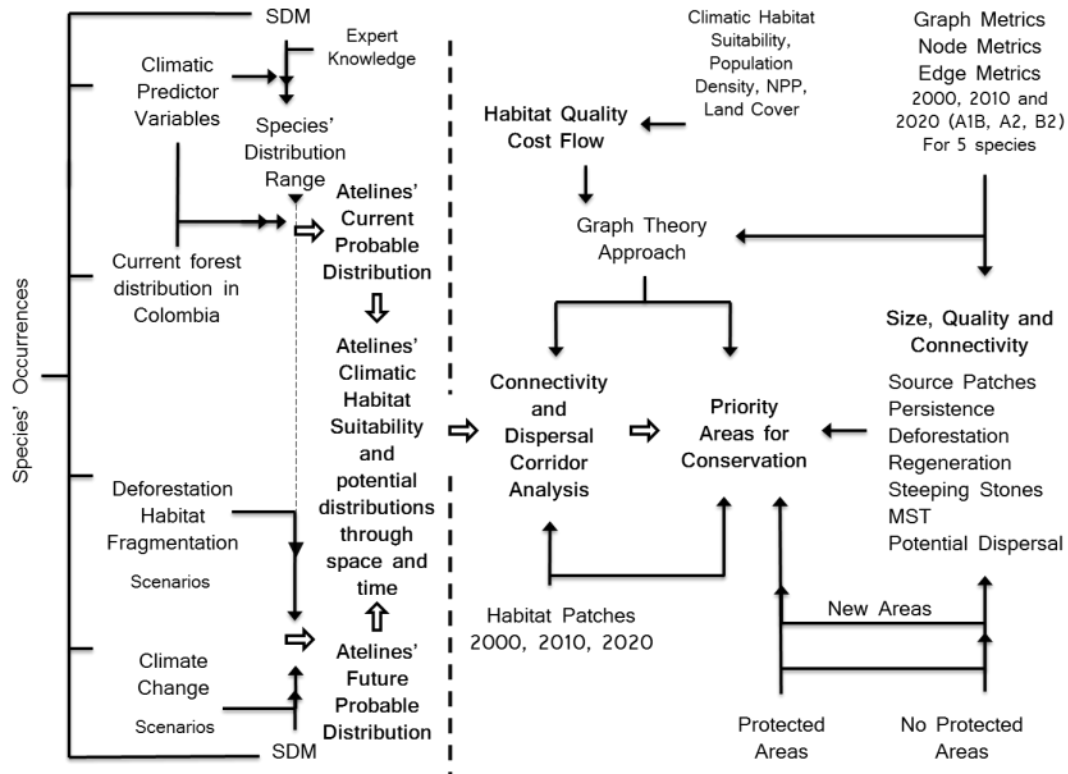 SDM
Expert
Knowledge
Climatic
Predictor
Variables
Species’
Distribution
Range
Atelines’
Current
Probable
Distribution
Current forest
distribution in
Colombia
Species’ Occurrences
Atelines’
Climatic
Habitat
Suitability
and
potential
distributions
through
space and
time
Deforestation
Habitat
Fragmentation
Scenarios
Climate
Change
Scenarios
SDM
Atelines’
Future
Probable
Distribution
Climatic Habitat
Suitability,
Population
Density, NPP,
Land Cover
Habitat Quality
Cost Flow
Graph Metrics
Node Metrics
Edge Metrics
2000, 2010 and
2020 (A1B, A2, B2)
For 5 species
Graph Theory
Approach
Connectivity
and
Dispersal
Corridor
Analysis
Priority
Areas for
Conservation
Size, Quality and
Connectivity
Source Patches
Persistence
Deforestation
Regeneration
Steeping Stones
MST
Potential Dispersal
Habitat Patches
2000, 2010, 2020
New Areas
Protected
Areas
No Protected
Areas